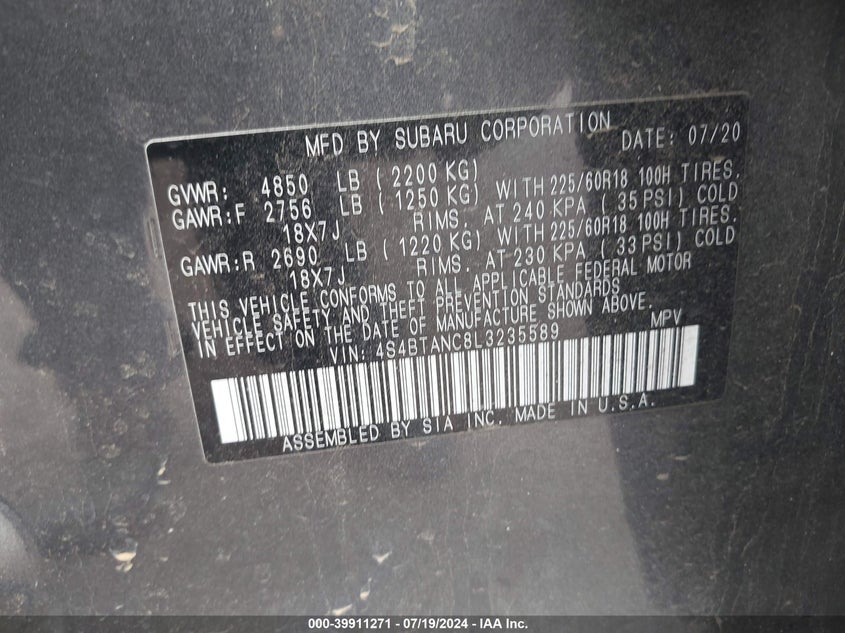 MFD BY SUBARU CORPORATION DATE: 07/20
GVWR: 4850 LB (2200 KG)
GAWR:F 2756 LB (1250 KG) WITH 225/60R18 100H TIRES.
18X7J RIMS. AT 240 KPA (35 PSI) COLD
GAWR:R 2690 LB (1220 KG) WITH 225/60R18 100H TIRES.
18X7J RIMS. AT 230 KPA (33 PSI) COLD
THIS VEHICLE CONFORMS TO ALL APPLICABLE FEDERAL MOTOR
VEHICLE SAFETY AND THEFT PREVENTION STANDARDS
IN EFFECT ON THE DATE OF MANUFACTURE SHOWN ABOVE.
VIN: 4S4BTANC8L3235589 MPV
ASSEMBLED BY SIA INC. MADE IN U.S.A.
000-39911271 - 07/19/2024 - IAA Inc.